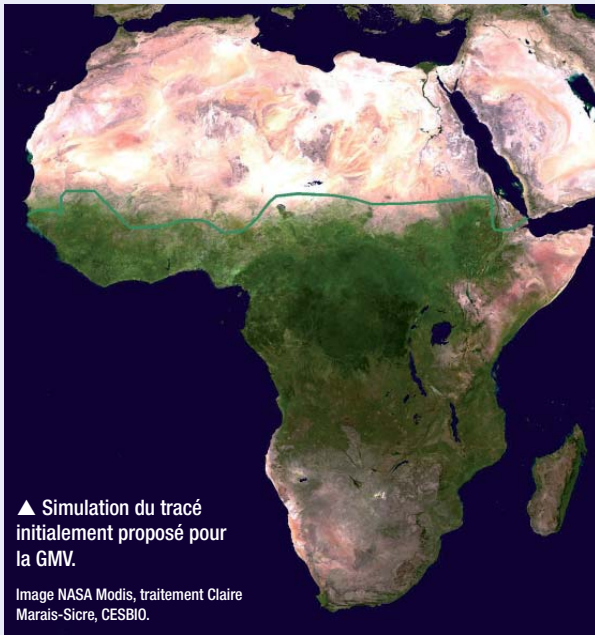 ▲ Simulation du tracé
initialement proposé pour
la GMV.
Image NASA Modis, traitement Claire
Marais-Sicre, CESBIO.